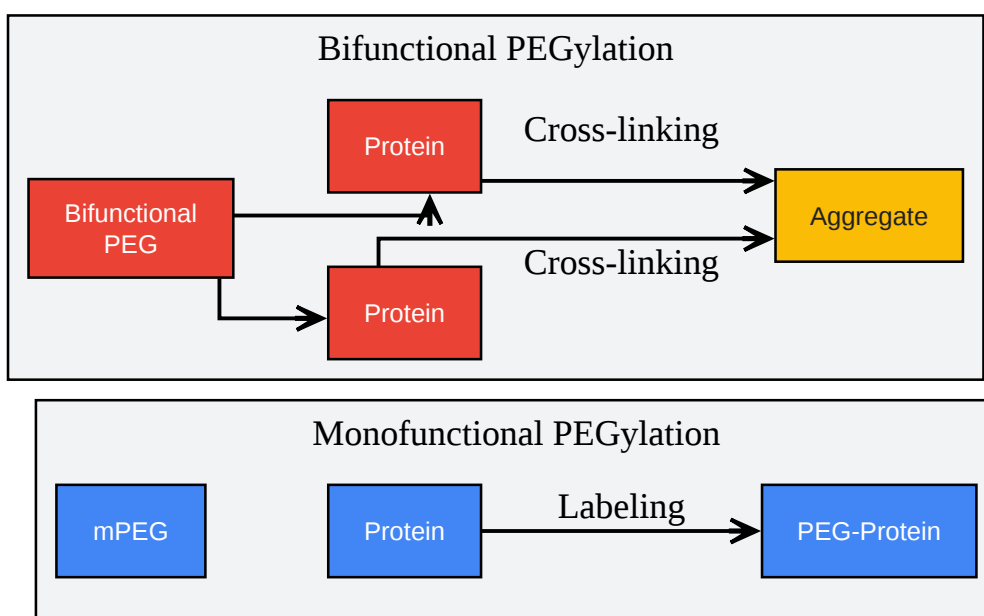 Bifunctional PEGylation
Protein
Cross-linking
Bifunctional
PEG
Aggregate
Cross-linking
Protein
Monofunctional PEGylation
mPEG
Protein
Labeling
PEG-Protein